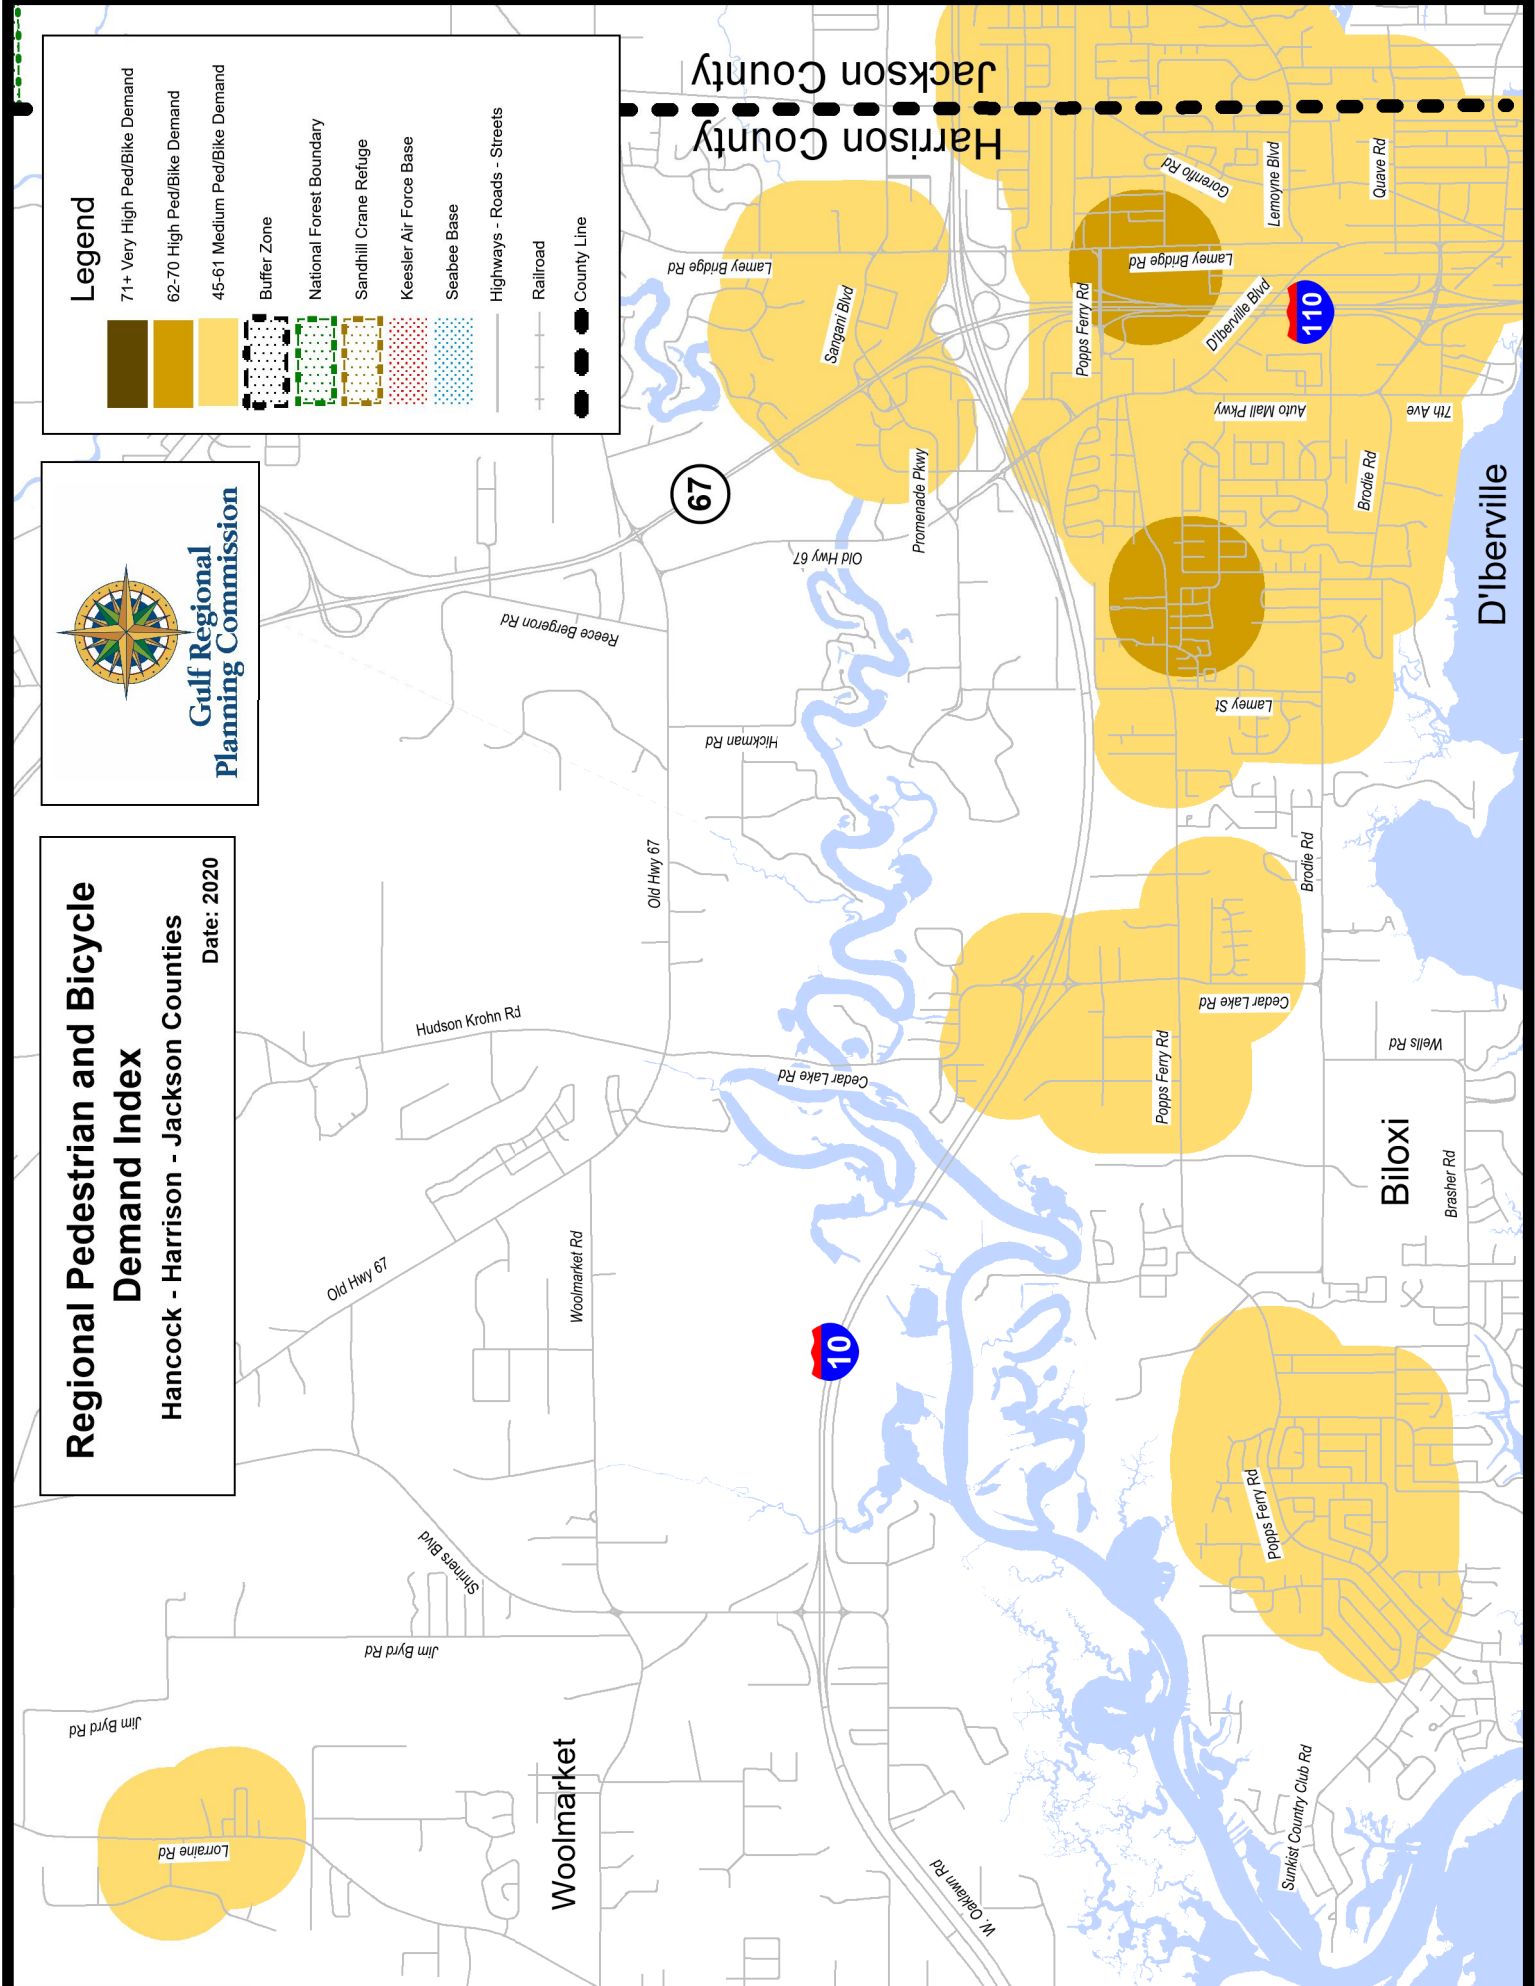 Regional Pedestrian and Bicycle
Demand Index
Hancock - Harrison - Jackson Counties
Date: 2020
Gulf Regional
Planning Commission
Legend
71+ Very High Ped/Bike Demand
62-70 High Ped/Bike Demand
45-61 Medium Ped/Bike Demand
Buffer Zone
National Forest Boundary
Sandhill Crane Refuge
Keesler Air Force Base
Seabee Base
Highways - Roads - Streets
Railroad
County Line
Jim Byrd Rd
Lorraine Rd
Jim Byrd Rd
Shriners Blvd
Old Hwy 67
Hudson Krohn Rd
Reece Bergeron Rd
Woolmarket
Woolmarket Rd
Old Hwy 67
Hickman Rd
67
Old Hwy 67
Lamey Bridge Rd
Harrison County
Jackson County
Sangani Blvd
Promenade Pkwy
10
Cedar Lake Rd
W. Oaklawn Rd
Popps Ferry Rd
Lamey Bridge Rd
Gorenflo Rd
Popps Ferry Rd
Cedar Lake Rd
Lamey St
Auto Mall Pkwy
D'Iberville Blvd
Lemoyne Blvd
110
Popps Ferry Rd
Sunkist Country Club Rd
Brodie Rd
Brodie Rd
Quave Rd
7th Ave
Biloxi
Wells Rd
Brasher Rd
D'Iberville